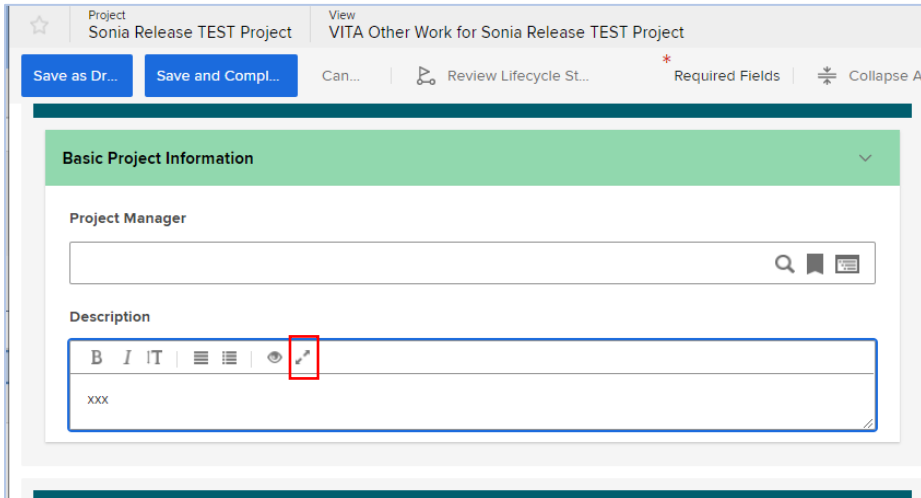 Project
Sonia Release TEST Project
View
VITA Other Work for Sonia Release TEST Project
Save as Dr...
Save and Compl...
Can...
Review Lifecycle St...
* Required Fields
Collapse A
Basic Project Information
Project Manager
Description
B I T
xxx